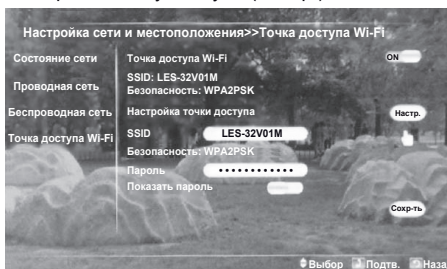 Настройка сети и местоположения>>Точка доступа Wi-Fi
Состояние сети
Проводная сеть
Беспроводная сеть
Точка доступа Wi-Fi
Точка доступа Wi-Fi
ON
SSID: LES-32V01M
Безопасность: WPA2PSK
Настройка точки доступа
Настр.
SSID
LES-32V01M
Безопасность: WPA2PSK
Пароль
••••••••••••
Показать пароль
Сохр-ть
Выбор Подтв. Наза